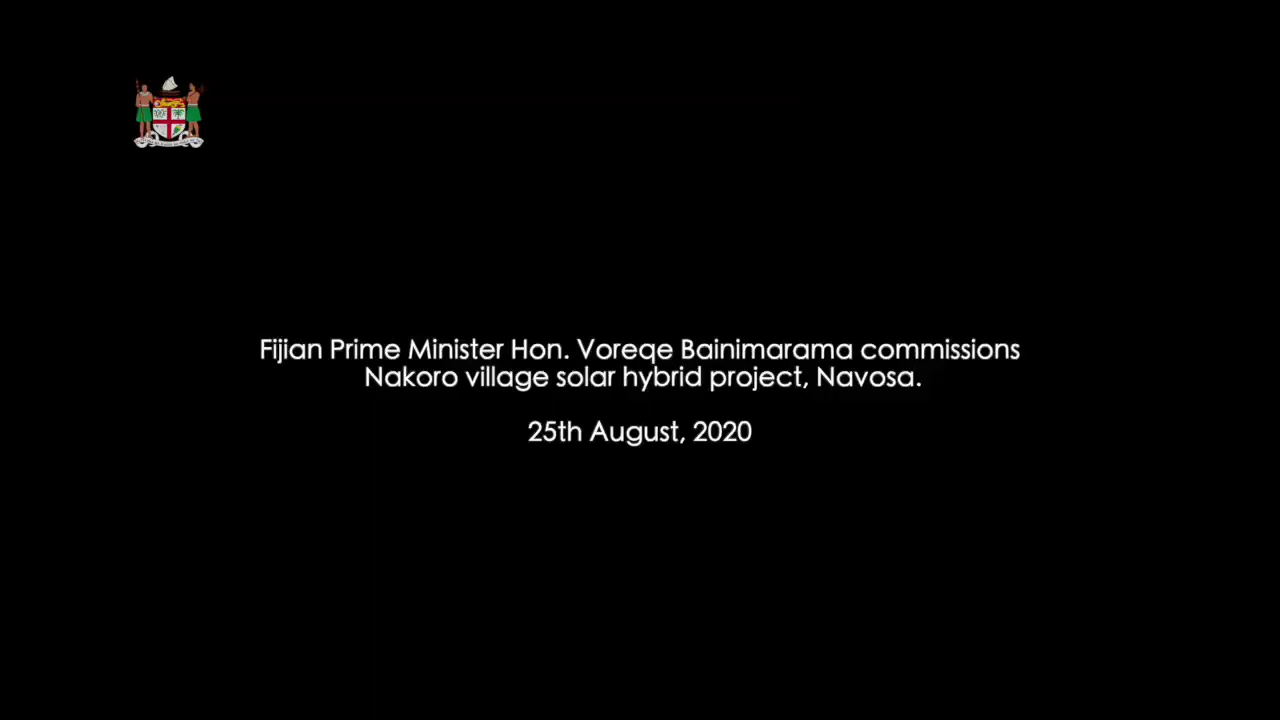 Fijian Prime Minister Hon. Voreqe Bainimarama commissions
Nakoro village solar hybrid project, Navosa.
25th August, 2020